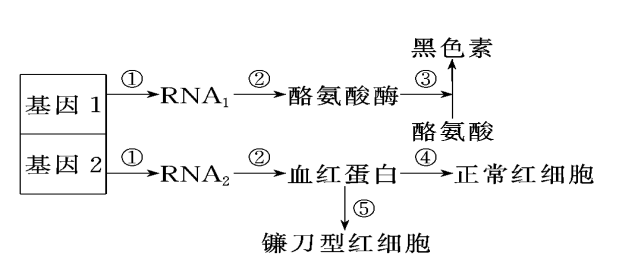 黑色素
基因1 ① RNA₁ ② 酪氨酸酶 ③
酪氨酸
基因2 ① RNA₂ ② 血红蛋白 ④ 正常红细胞
⑤
镰刀型红细胞